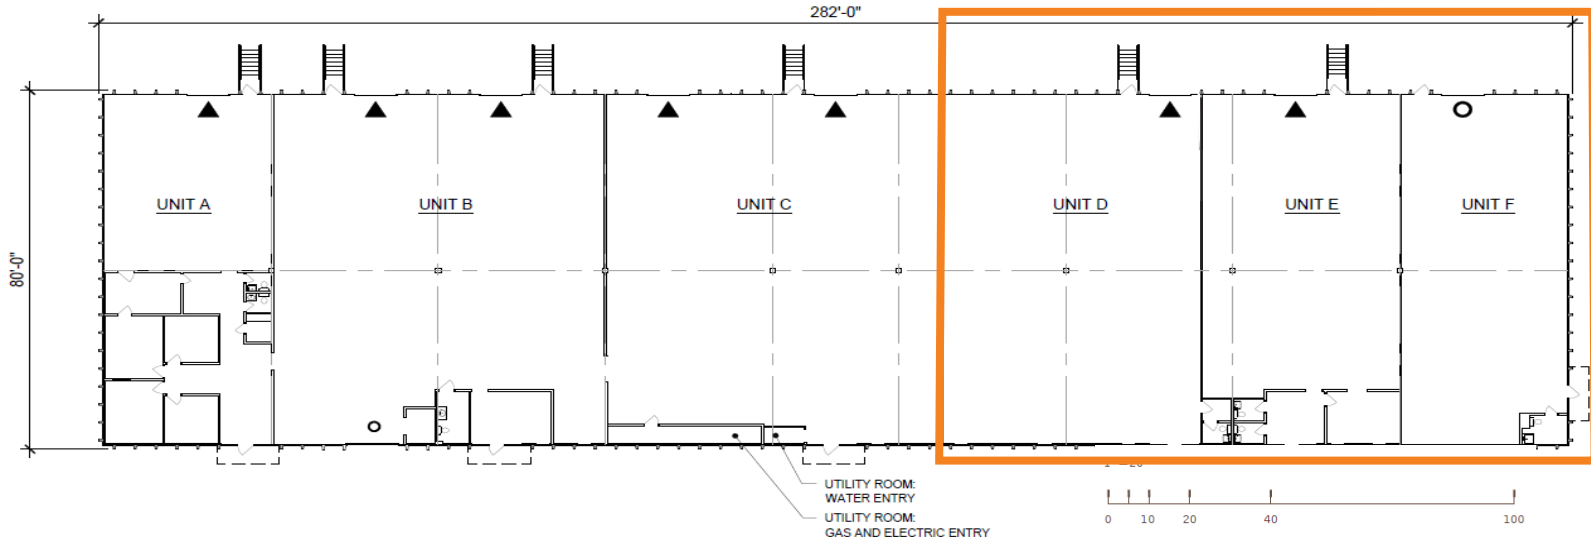 282'-0"
80'-0"
UNIT A
UNIT B
UNIT C
UNIT D
UNIT E
UNIT F
UTILITY ROOM:
WATER ENTRY
UTILITY ROOM:
GAS AND ELECTRIC ENTRY
0 10 20 40 100